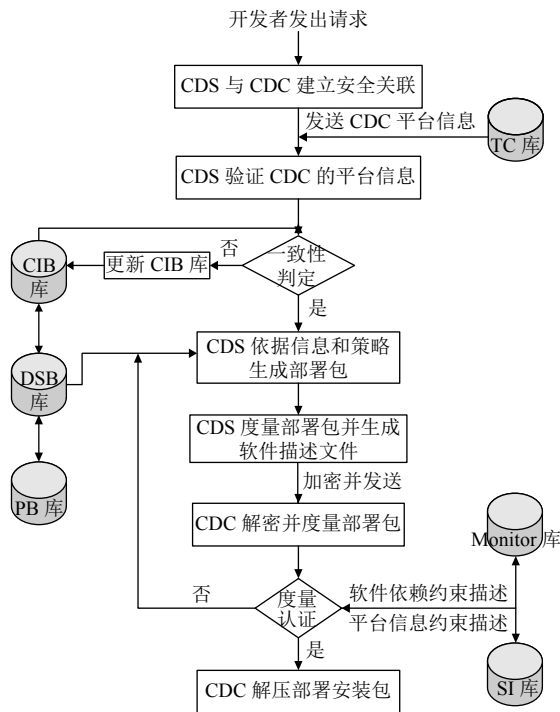 开发者发出请求
CDS 与 CDC 建立安全关联
发送 CDC 平台信息
TC 库
CDS 验证 CDC 的平台信息
CIB
库
更新 CIB 库
否
一致性
判定
是
DSB
库
CDS 依据信息和策略
生成部署包
CDS 度量部署包并生成
软件描述文件
PB 库
加密并发送
CDC 解密并度量部署包
Monitor 库
否
度量
认证
软件依赖约束描述
平台信息约束描述
是
SI 库
CDC 解压部署安装包